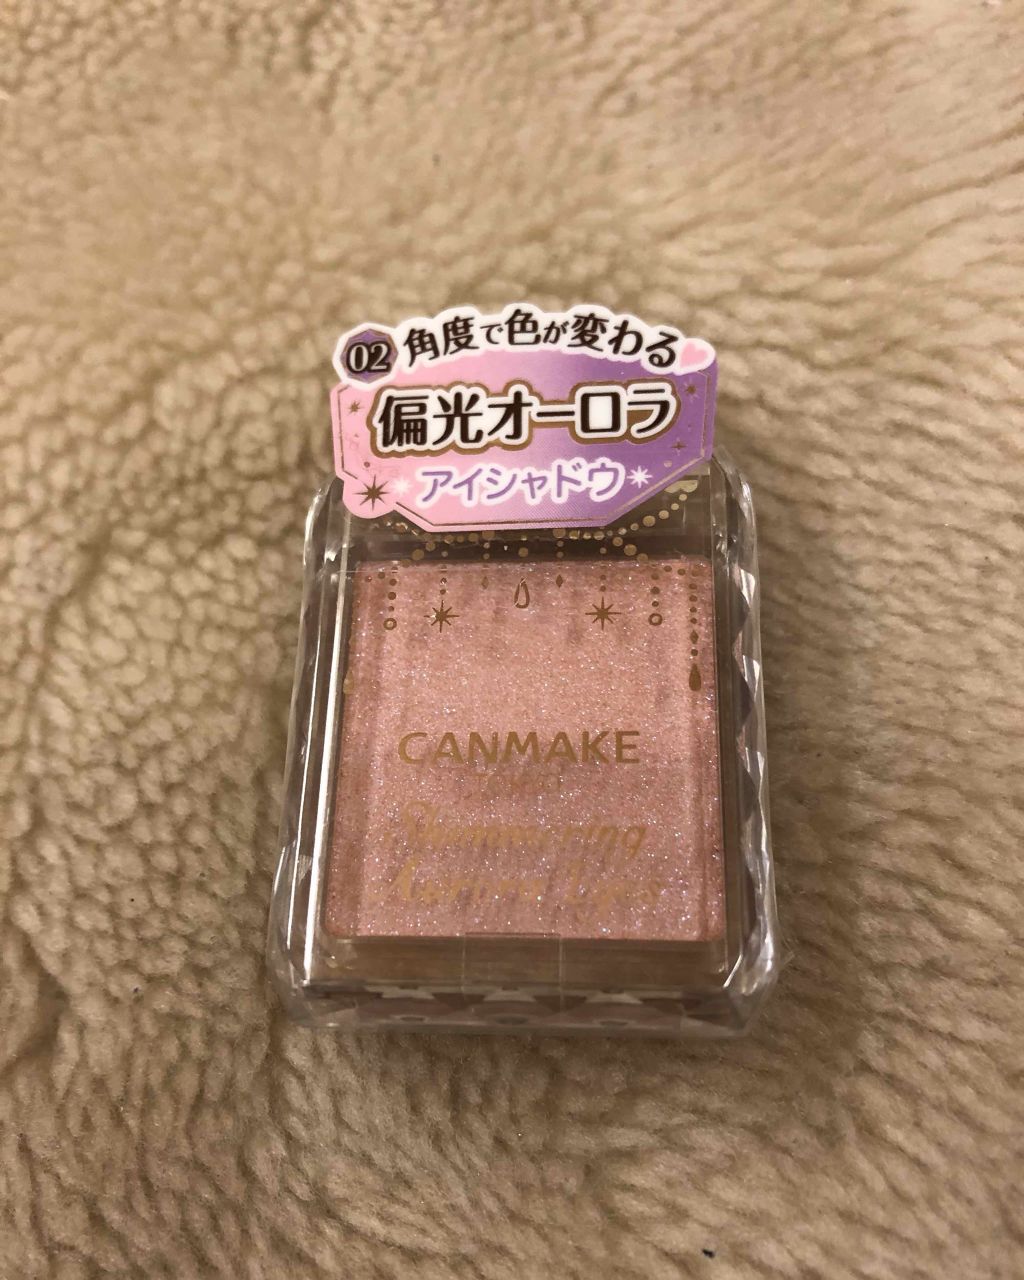 02 角度で色が変わる
偏光オーロラ
アイシャドウ
CANMAKE
TOKYO
Shimmering
Aurora Eyes